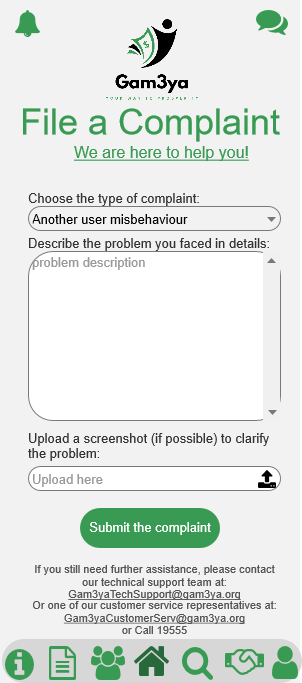 Gam3ya
YOUR WAY TO PROSPERITY
File a Complaint
We are here to help you!
Choose the type of complaint:
Another user misbehaviour
Describe the problem you faced in details:
problem description
Upload a screenshot (if possible) to clarify
the problem:
Upload here
Submit the complaint
If you still need further assistance, please contact
our technical support team at:
Gam3yaTechSupport@gam3ya.org
Or one of our customer service representatives at:
Gam3yaCustomerServ@gam3ya.org
or Call 19555